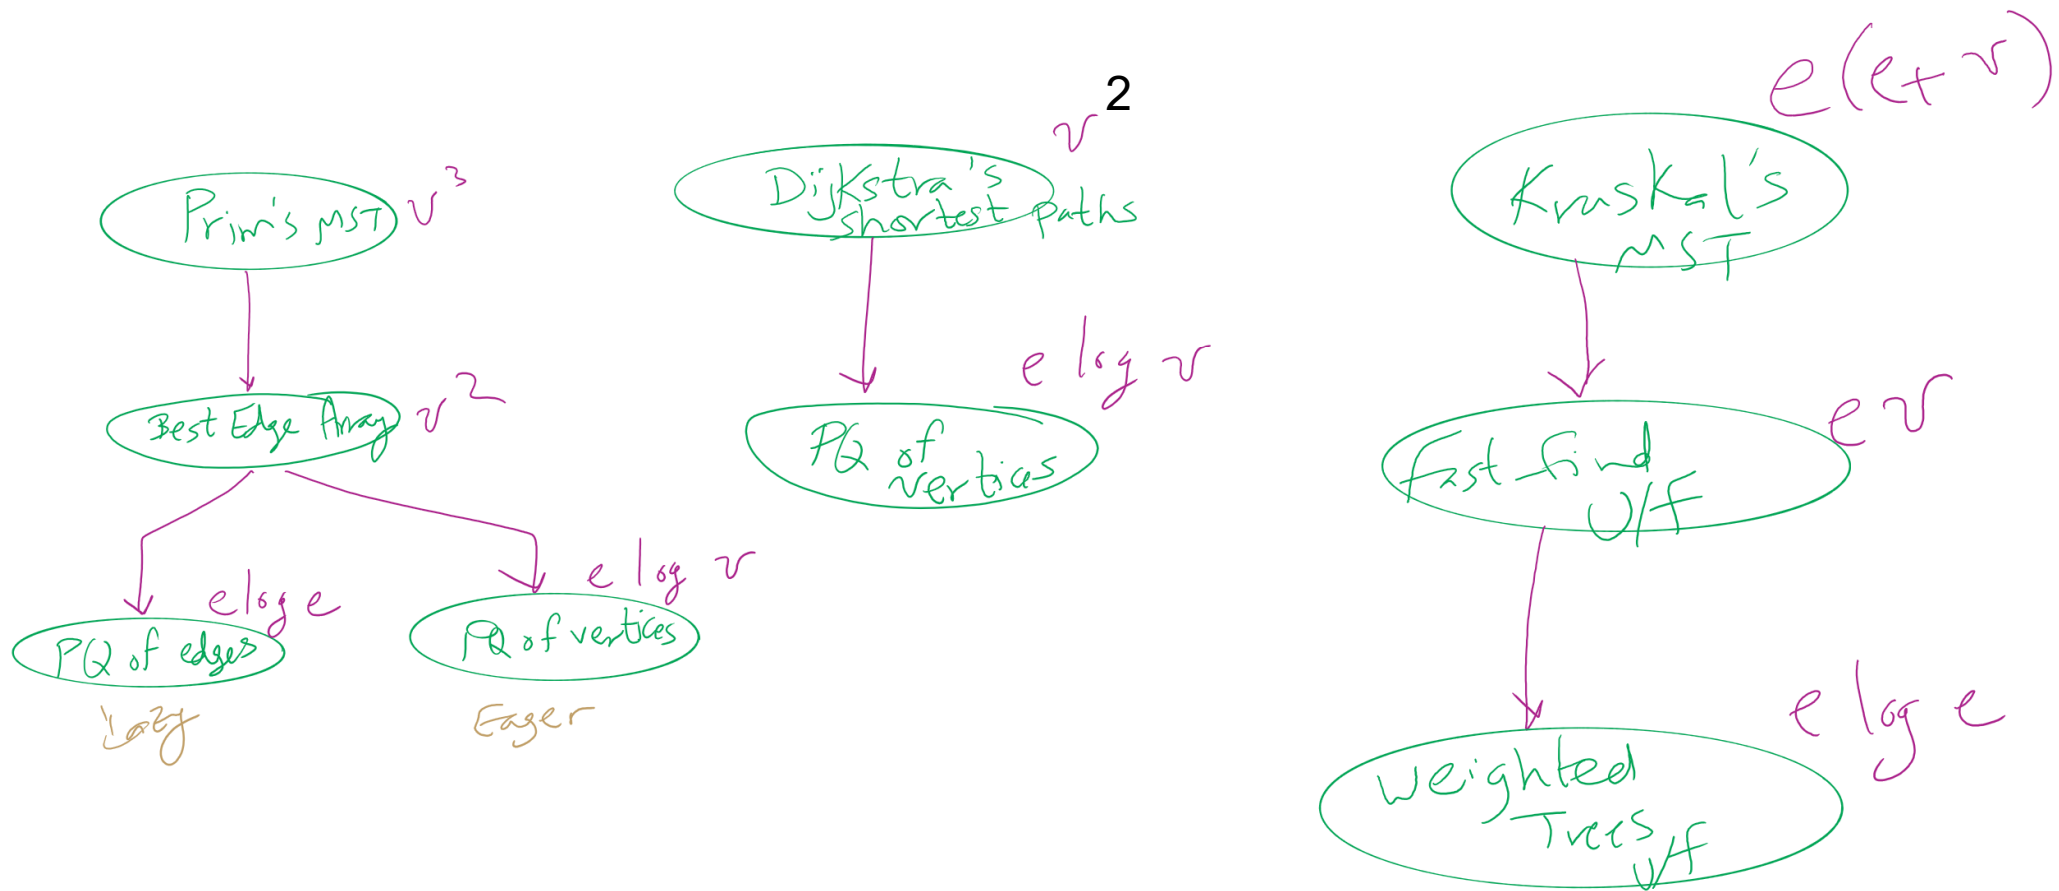 Prim's MST
v³
Best Edge Array
v²
e log e
PQ of edges
Lazy
e log v
PQ of vertices
Eager
v²
Dijkstra's
shortest paths
e log v
PQ of
vertices
e(e+v)
Kruskal's
MST
ev
Fast-find
U/F
e log e
Weighted
Trees
U/F